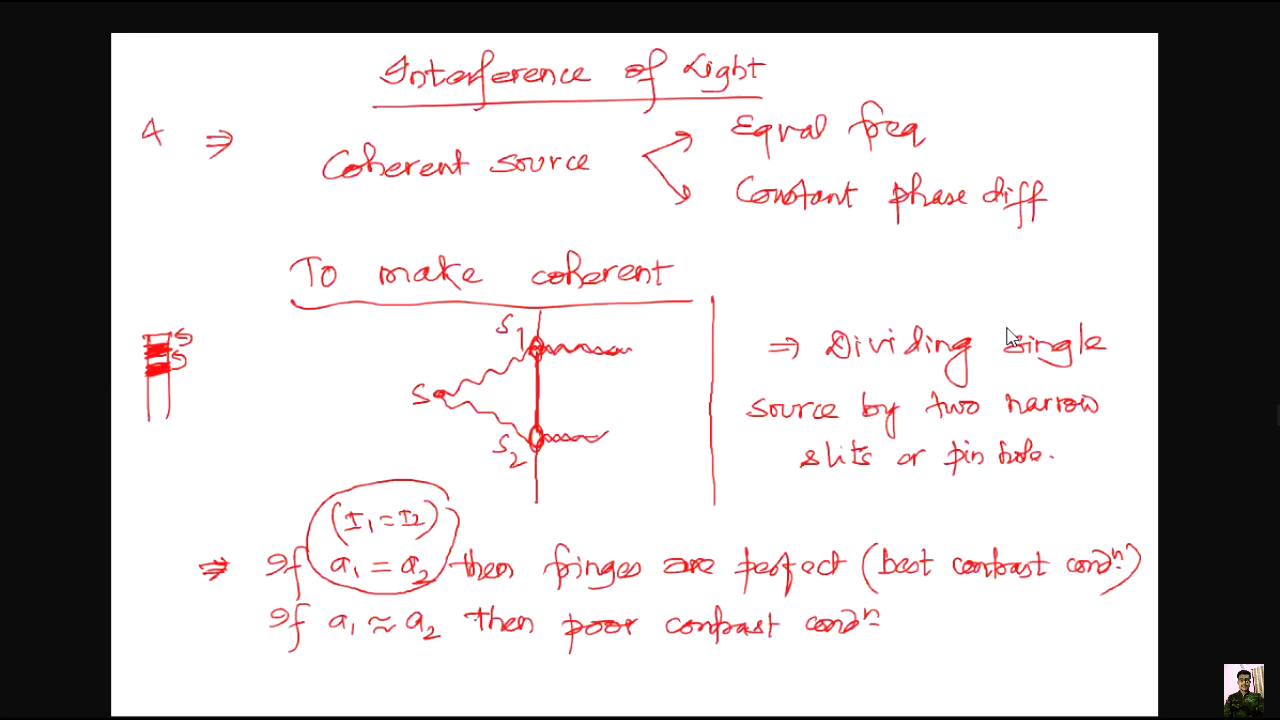 Interference of Light
4 ⇒ Coherent source
Equal freq
Constant phase diff
To make coherent
S1
S
S2
S
S
⇒ Dividing single
source by two narrow
slits or pin hole.
(I1 = I2)
⇒ If a1 = a2 then fringes are perfect (best contrast condn)
If a1 ≈ a2 then poor contrast condn